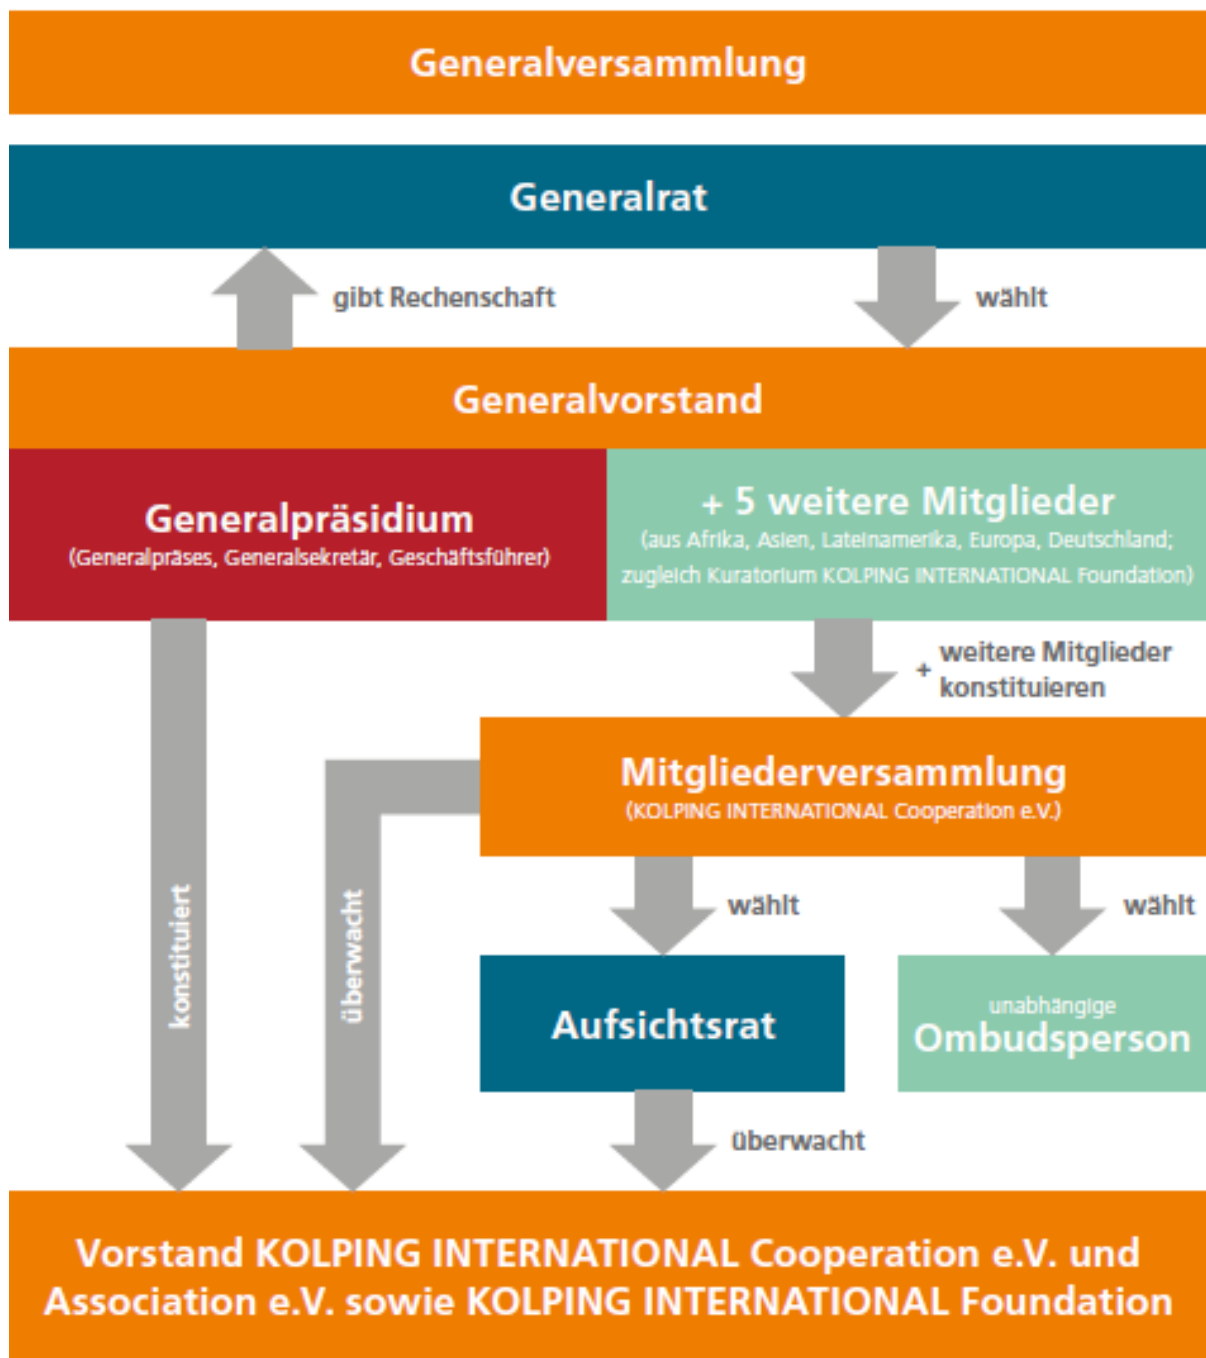 Generalversammlung
Generalrat
gibt Rechenschaft
wählt
Generalvorstand
Generalpräsidium
(Generalpräses, Generalsekretär, Geschäftsführer)
+ 5 weitere Mitglieder
(aus Afrika, Asien, Lateinamerika, Europa, Deutschland;
zugleich Kuratorium KOLPING INTERNATIONAL Foundation)
+ weitere Mitglieder
konstituieren
Mitgliederversammlung
(KOLPING INTERNATIONAL Cooperation e.V.)
konstituiert
überwacht
wählt
wählt
Aufsichtsrat
unabhängige
Ombudsperson
überwacht
Vorstand KOLPING INTERNATIONAL Cooperation e.V. und
Association e.V. sowie KOLPING INTERNATIONAL Foundation